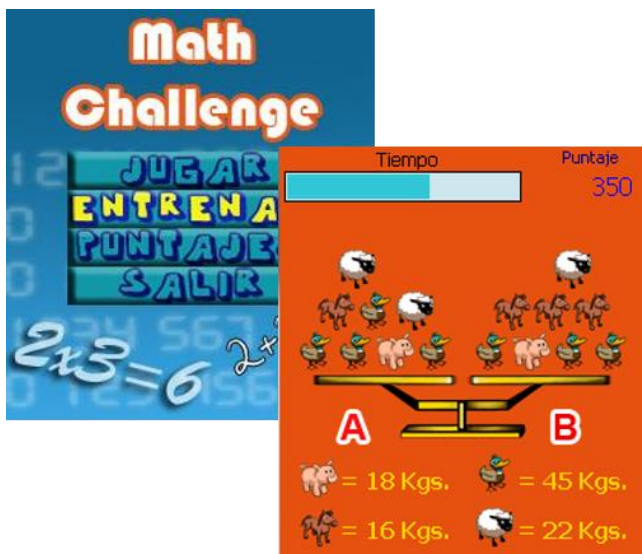 Math
Challenge
JUGAR
ENTRENA
PUNTAJE
SALIR
2x3=6
Tiempo
Puntaje
350
A
B
= 18 Kgs.
= 45 Kgs.
= 16 Kgs.
= 22 Kgs.